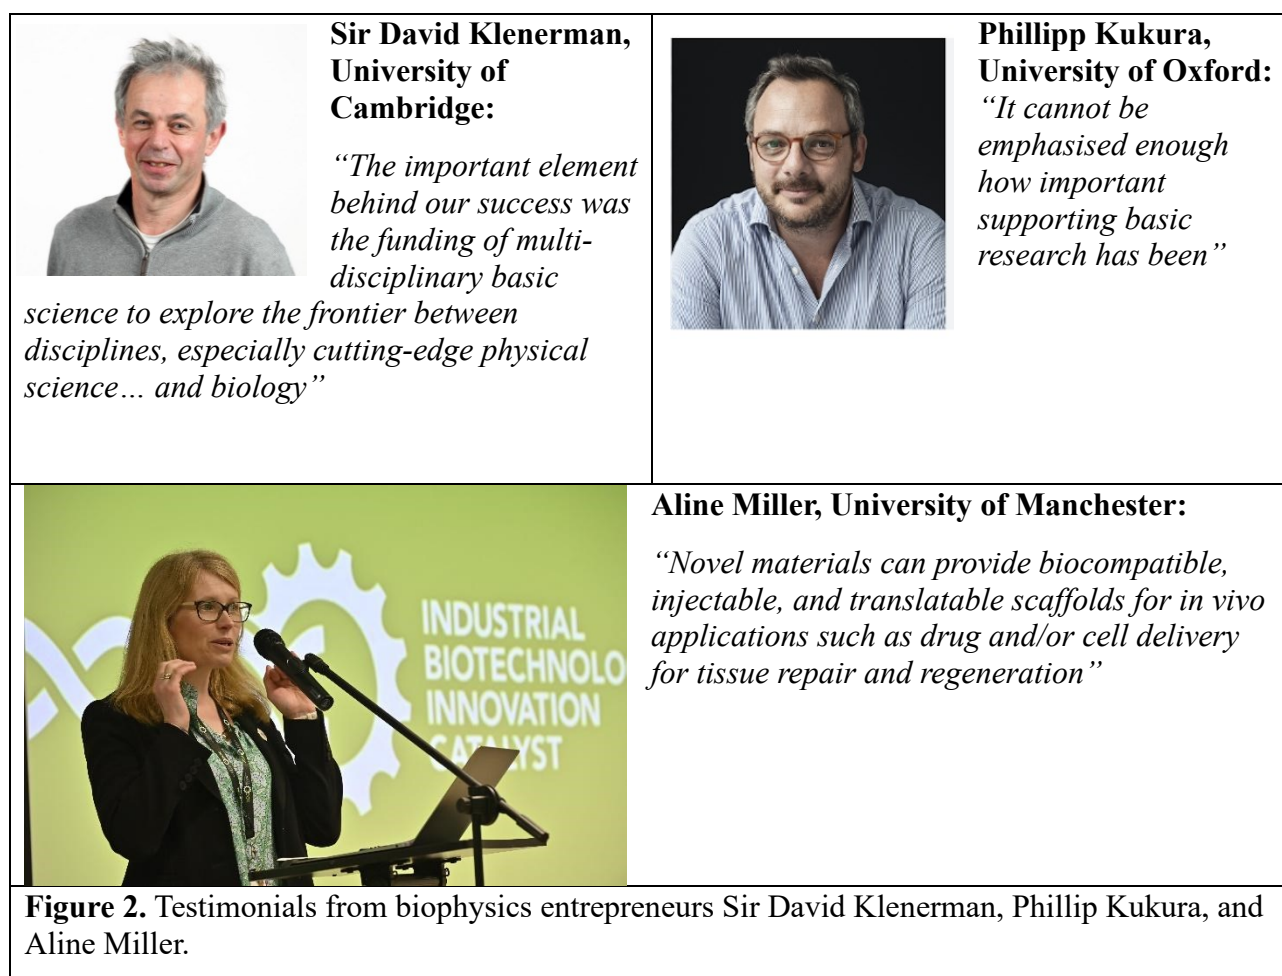 Sir David Klenerman,
University of
Cambridge:
“The important element
behind our success was
the funding of multi-
disciplinary basic
science to explore the frontier between
disciplines, especially cutting-edge physical
science… and biology”
Phillipp Kukura,
University of Oxford:
“It cannot be
emphasised enough
how important
supporting basic
research has been”
INDUSTRIAL
BIOTECHNOLO
INNOVATION
CATALYST
Aline Miller, University of Manchester:
“Novel materials can provide biocompatible,
injectable, and translatable scaffolds for in vivo
applications such as drug and/or cell delivery
for tissue repair and regeneration”
Figure 2. Testimonials from biophysics entrepreneurs Sir David Klenerman, Phillip Kukura, and
Aline Miller.